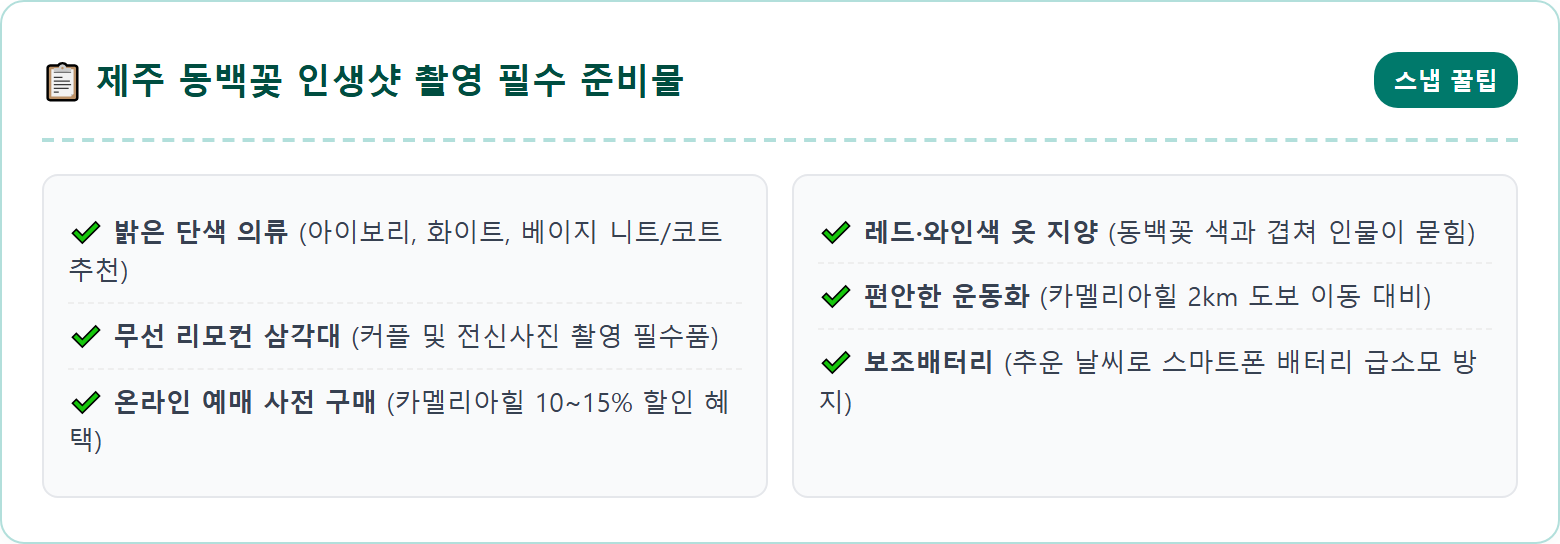 제주 동백꽃 인생샷 촬영 필수 준비물
스냅 꿀팁
밝은 단색 의류 (아이보리, 화이트, 베이지 니트/코트
추천)
무선 리모컨 삼각대 (커플 및 전신사진 촬영 필수품)
온라인 예매 사전 구매 (카멜리아힐 10~15% 할인 혜
택)
레드·와인색 옷 지양 (동백꽃 색과 겹쳐 인물이 묻힘)
편안한 운동화 (카멜리아힐 2km 도보 이동 대비)
보조배터리 (추운 날씨로 스마트폰 배터리 급소모 방
지)